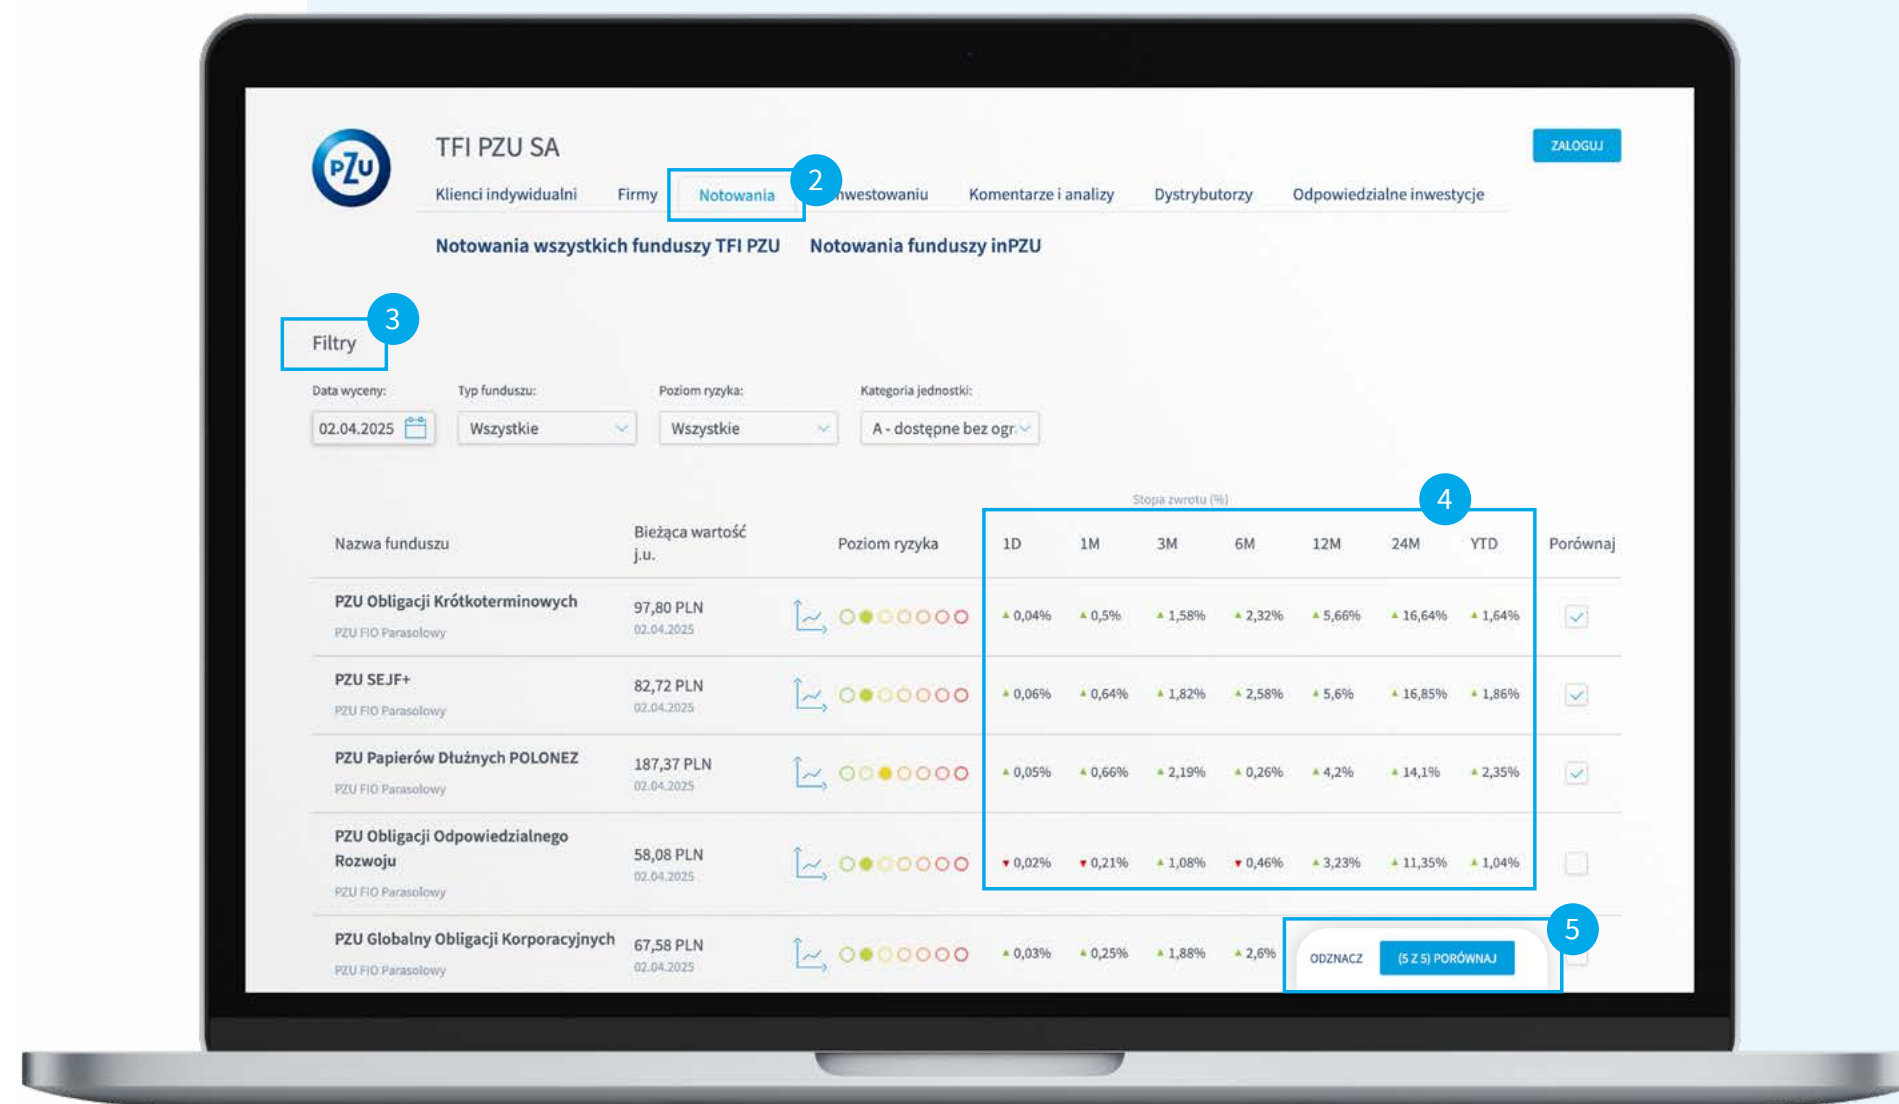 PZU
TFI PZU SA
ZALOGUJ
Klienci indywidualni Firmy Notowania 2 inwestowaniu Komentarze i analizy Dystrybutorzy Odpowiedzialne inwestycje
Notowania wszystkich funduszy TFI PZU Notowania funduszy inPZU
3
Filtry
Data wyceny: Typ funduszu: Poziom ryzyka: Kategoria jednostki:
02.04.2025 Wszystkie Wszystkie A - dostępne bez ogr.
Stopa zwrotu (%) 4
Nazwa funduszu Bieżąca wartość j.u. Poziom ryzyka 1D 1M 3M 6M 12M 24M YTD Porównaj
PZU Obligacji Krótkoterminowych 97,80 PLN 0,04% 0,5% 1,58% 2,32% 5,66% 16,64% 1,64%
PZU FIO Parasolowy 02.04.2025
PZU SEJF+ 82,72 PLN 0,06% 0,64% 1,82% 2,58% 5,6% 16,85% 1,86%
PZU FIO Parasolowy 02.04.2025
PZU Papierów Dłużnych POLONEZ 187,37 PLN 0,05% 0,66% 2,19% 0,26% 4,2% 14,1% 2,35%
PZU FIO Parasolowy 02.04.2025
PZU Obligacji Odpowiedzialnego
Rozwoju 58,08 PLN 0,02% 0,21% 1,08% 0,46% 3,23% 11,35% 1,04%
PZU FIO Parasolowy 02.04.2025
PZU Globalny Obligacji Korporacyjnych 67,58 PLN 0,03% 0,25% 1,88% 2,6% ODZNACZ (5 Z 5) PORÓWNAJ 5
PZU FIO Parasolowy 02.04.2025